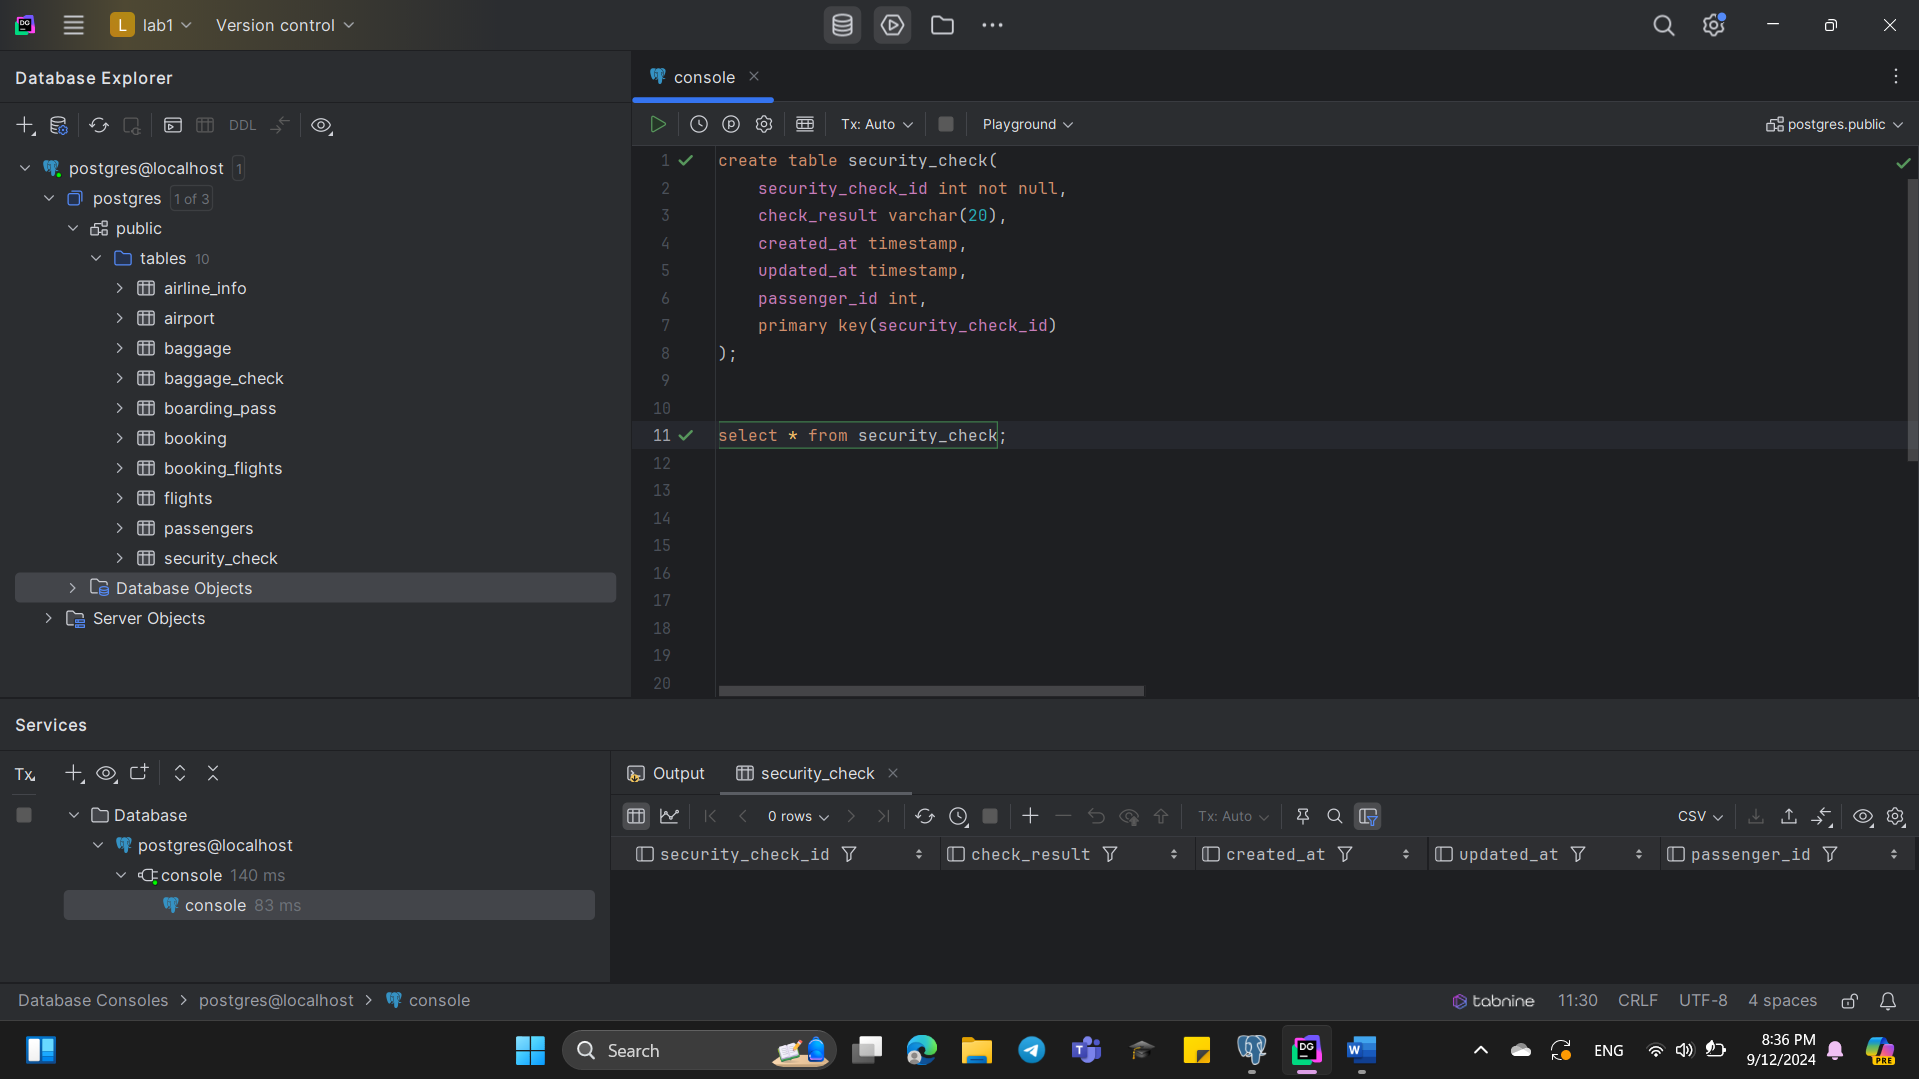 L lab1 Version control
Database Explorer
DDL
postgres@localhost 1
postgres 1 of 3
public
tables 10
airline_info
airport
baggage
baggage_check
boarding_pass
booking
booking_flights
flights
passengers
security_check
Database Objects
Server Objects
console
Tx: Auto Playground postgres.public
1 create table security_check(
2 security_check_id int not null,
3 check_result varchar(20),
4 created_at timestamp,
5 updated_at timestamp,
6 passenger_id int,
7 primary key(security_check_id)
8 );
9
10
11 select * from security_check;
12
13
14
15
16
17
18
19
20
Services
Tx
Database
postgres@localhost
console 140 ms
console 83 ms
Output security_check
0 rows Tx: Auto CSV
security_check_id check_result created_at updated_at passenger_id
Database Consoles > postgres@localhost > console
tabnine 11:30 CRLF UTF-8 4 spaces
Search
ENG
8:36 PM
9/12/2024
DG
PRE